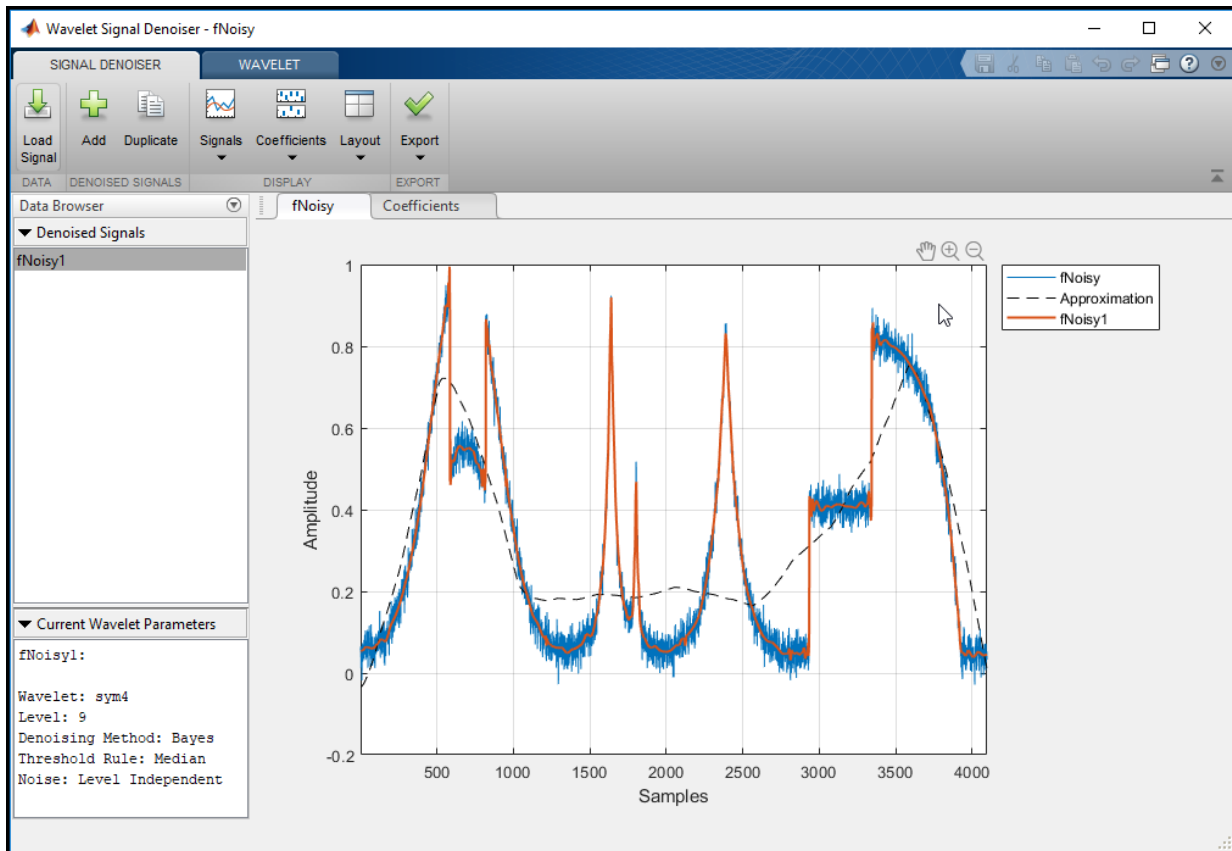 Wavelet Signal Denoiser - fNoisy
SIGNAL DENOISER
WAVELET
Load
Signal
Add
Duplicate
Signals
Coefficients
Layout
Export
DATA
DENOISED SIGNALS
DISPLAY
EXPORT
Data Browser
Denoised Signals
fNoisy1
Current Wavelet Parameters
fNoisy1:
Wavelet: sym4
Level: 9
Denoising Method: Bayes
Threshold Rule: Median
Noise: Level Independent
fNoisy
Coefficients
1
0.8
0.6
0.4
0.2
0
-0.2
Amplitude
500 1000 1500 2000 2500 3000 3500 4000
Samples
fNoisy
Approximation
fNoisy1